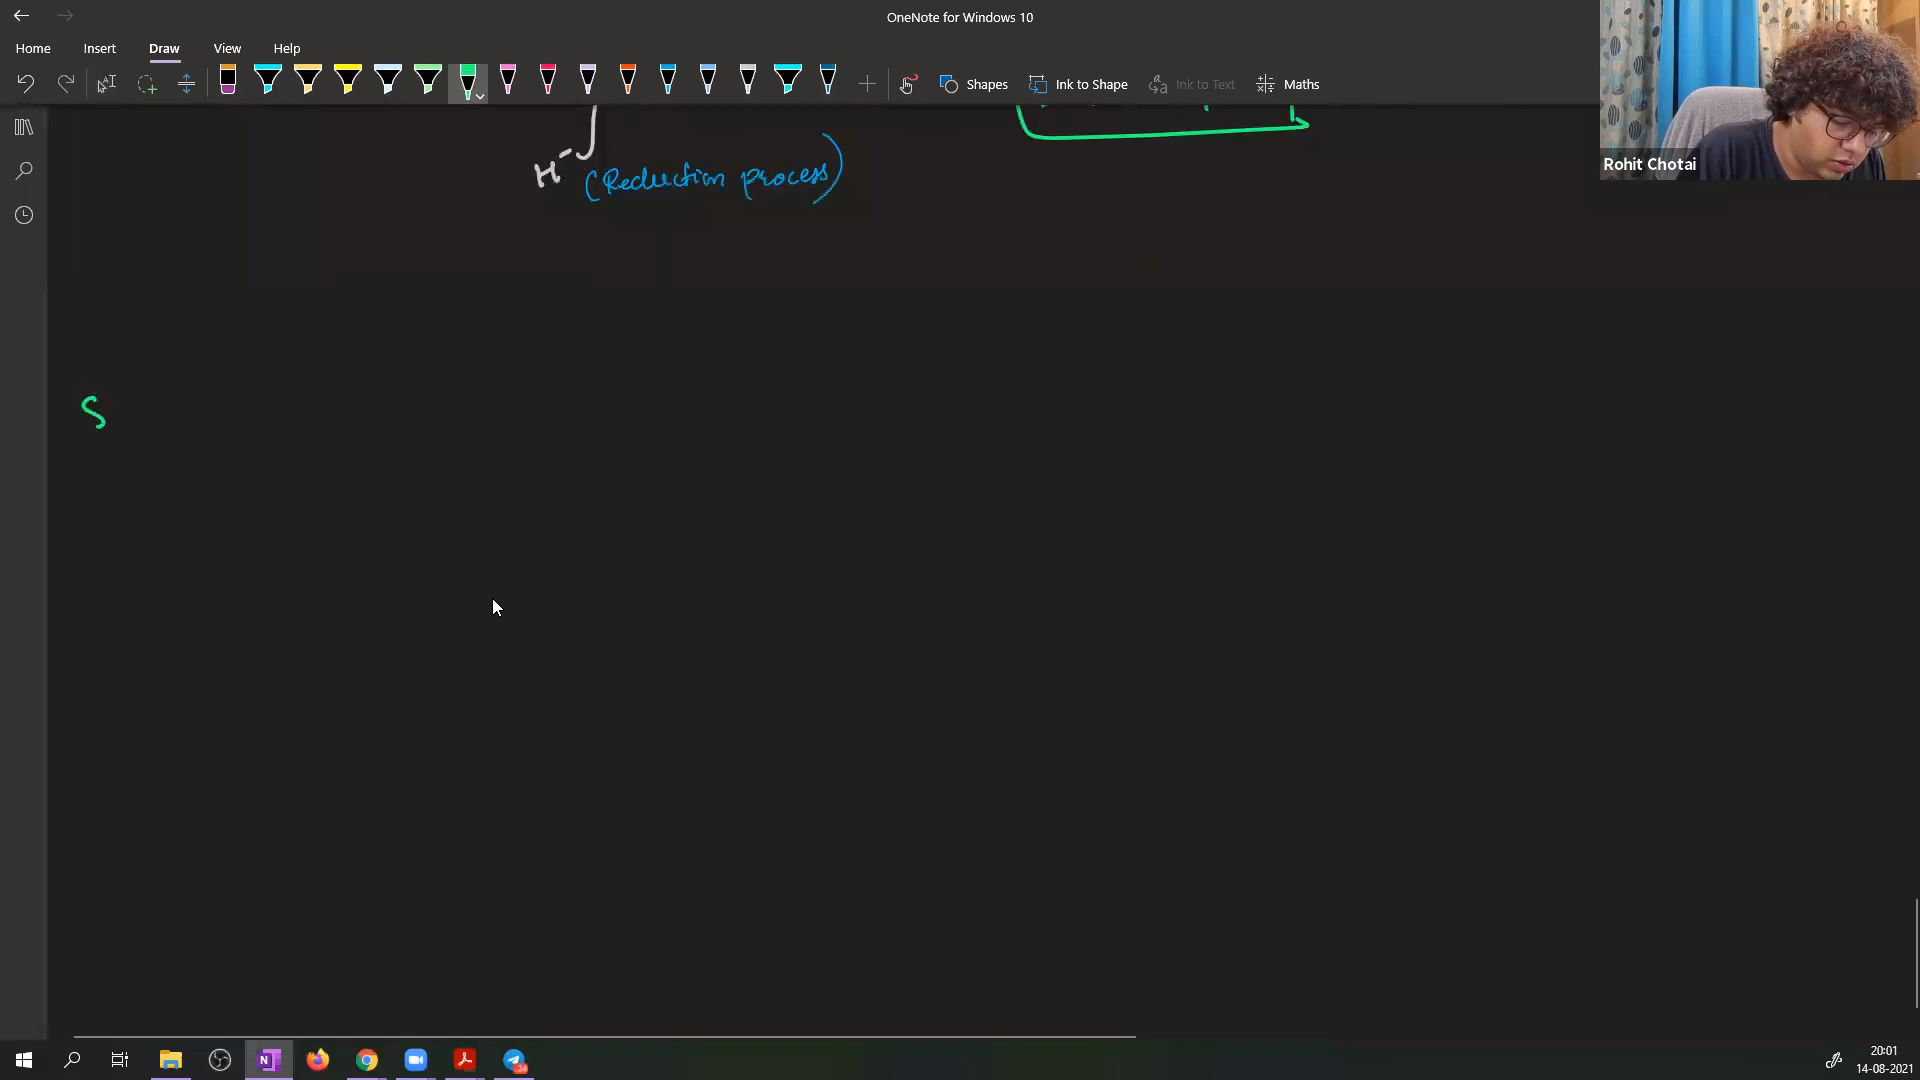 OneNote for Windows 10
Home Insert Draw View Help
Shapes Ink to Shape Ink to Text Maths
Rohit Chotai
H⁻ (Reduction process)
S
24
20:01
14-08-2021